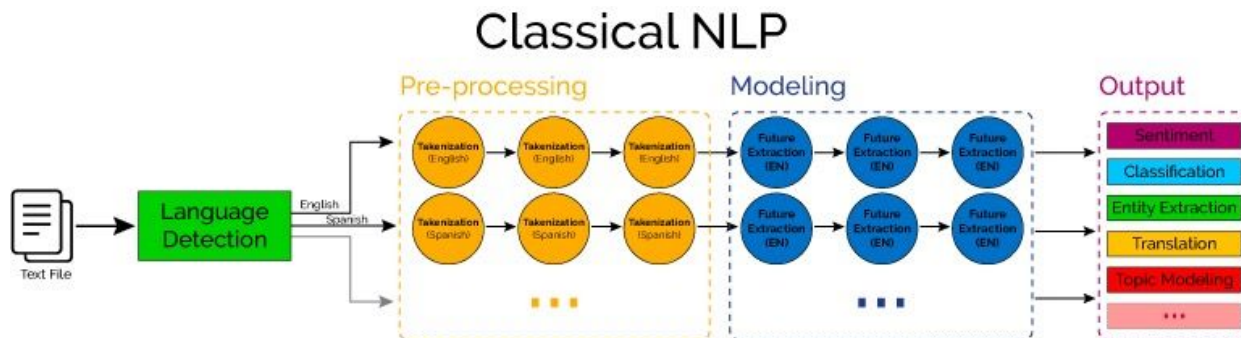 Classical NLP
Pre-processing
Modeling
Output
Text File
Language
Detection
English
Spanish
Takenization
(English)
Takenization
(English)
Takenization
(English)
Takenization
(Spanish)
Takenization
(Spanish)
Takenization
(Spanish)
Future
Extraction
(EN)
Future
Extraction
(EN)
Future
Extraction
(EN)
Future
Extraction
(EN)
Future
Extraction
(EN)
Future
Extraction
(EN)
Sentiment
Classification
Entity Extraction
Translation
Topic Modeling